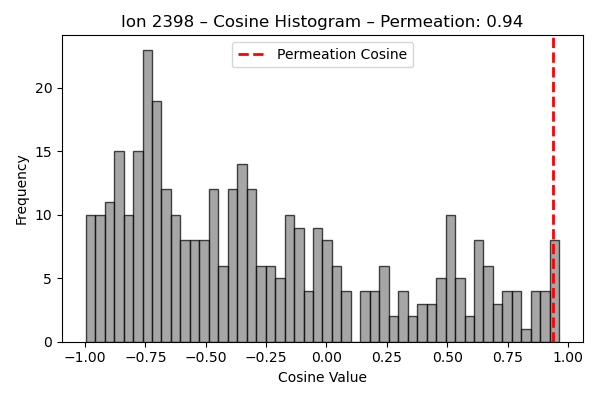 Ion 2398 – Cosine Histogram – Permeation: 0.94
Permeation Cosine
Frequency
20
15
10
5
0
−1.00 −0.75 −0.50 −0.25 0.00 0.25 0.50 0.75 1.00
Cosine Value